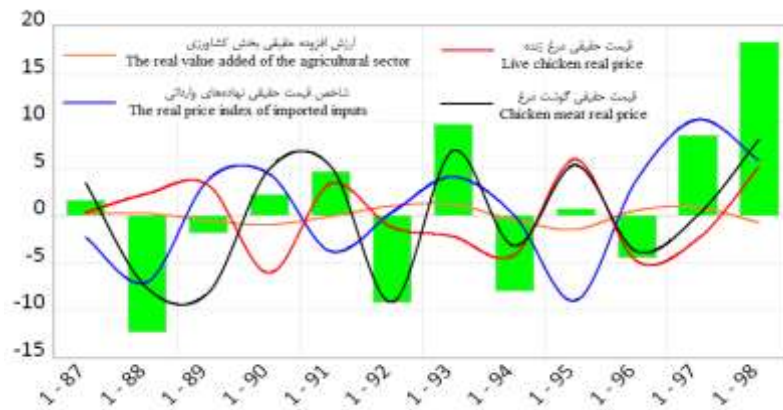 20
15
10
5
0
-5
-10
-15
ارزش افزوده حقیقی بخش کشاورزی
The real value added of the agricultural sector
شاخص قیمت حقیقی نهاده‌های وارداتی
The real price index of imported inputs
قیمت حقیقی مرغ زنده
Live chicken real price
قیمت حقیقی گوشت مرغ
Chicken meat real price
1 - 87
1 - 88
1 - 89
1 - 90
1 - 91
1 - 92
1 - 93
1 - 94
1 - 95
1 - 96
1 - 97
1 - 98